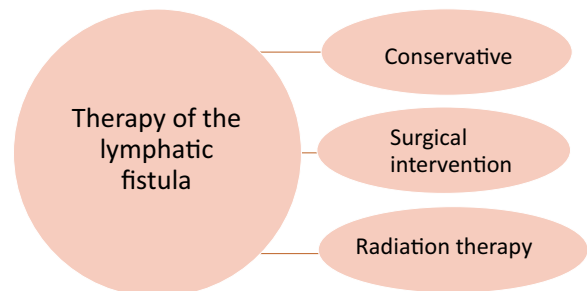 Therapy of the
lymphatic
fistula
Conservative
Surgical
intervention
Radiation therapy